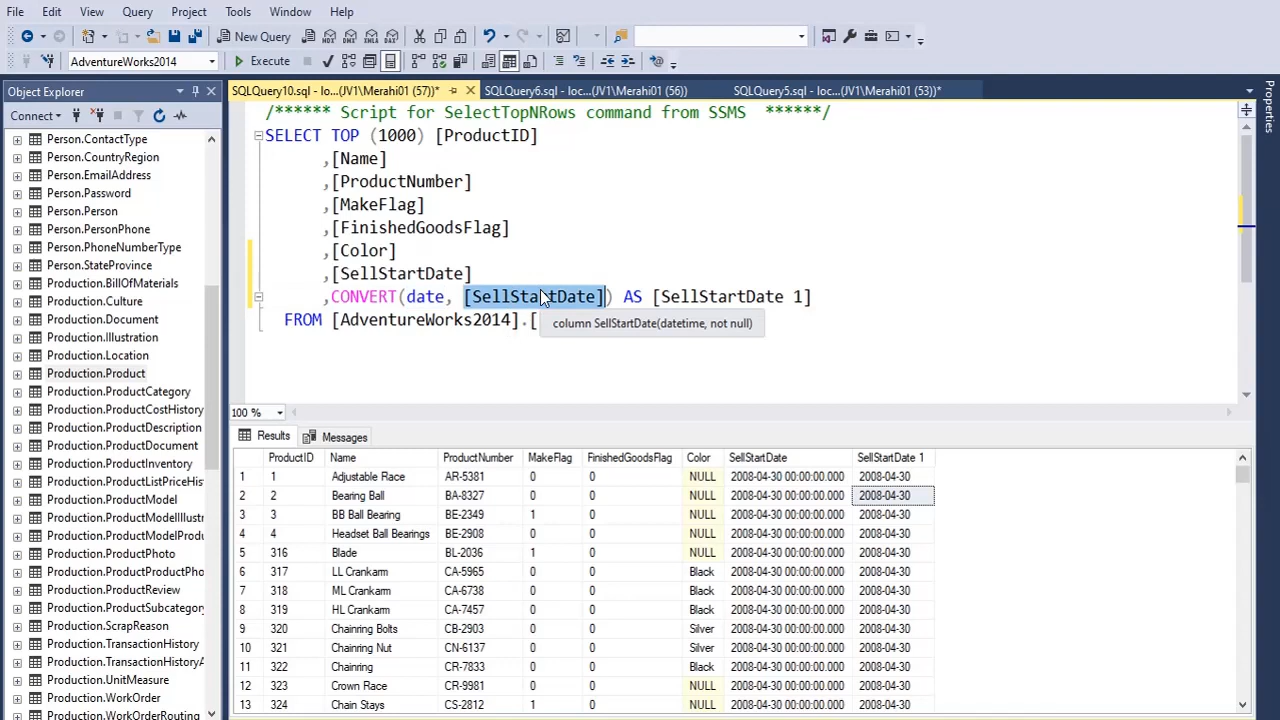 File Edit View Query Project Tools Window Help
New Query
AdventureWorks2014 Execute
Object Explorer
Connect
Person.ContactType
Person.CountryRegion
Person.EmailAddress
Person.Password
Person.Person
Person.PersonPhone
Person.PhoneNumberType
Person.StateProvince
Production.BillOfMaterials
Production.Culture
Production.Document
Production.Illustration
Production.Location
Production.Product
Production.ProductCategory
Production.ProductCostHistory
Production.ProductDescription
Production.ProductDocument
Production.ProductInventory
Production.ProductListPriceHis
Production.ProductModel
Production.ProductModelIllustr
Production.ProductModelProdu
Production.ProductPhoto
Production.ProductProductPho
Production.ProductReview
Production.ProductSubcategory
Production.ScrapReason
Production.TransactionHistory
Production.TransactionHistoryA
Production.UnitMeasure
Production.WorkOrder
Production.WorkOrderRouting
SQLQuery10.sql - loc...(JV1\Merahi01 (57))* SQLQuery6.sql - loc...(JV1\Merahi01 (56)) SQLQuery5.sql - loc...(JV1\Merahi01 (53))*
/****** Script for SelectTopNRows command from SSMS ******/
SELECT TOP (1000) [ProductID]
,[Name]
,[ProductNumber]
,[MakeFlag]
,[FinishedGoodsFlag]
,[Color]
,[SellStartDate]
,CONVERT(date, [SellStartDate]) AS [SellStartDate 1]
FROM [AdventureWorks2014].[
column SellStartDate(datetime, not null)
100 %
Results Messages
ProductID Name ProductNumber MakeFlag FinishedGoodsFlag Color SellStartDate SellStartDate 1
1 1 Adjustable Race AR-5381 0 0 NULL 2008-04-30 00:00:00.000 2008-04-30
2 2 Bearing Ball BA-8327 0 0 NULL 2008-04-30 00:00:00.000 2008-04-30
3 3 BB Ball Bearing BE-2349 1 0 NULL 2008-04-30 00:00:00.000 2008-04-30
4 4 Headset Ball Bearings BE-2908 0 0 NULL 2008-04-30 00:00:00.000 2008-04-30
5 316 Blade BL-2036 1 0 NULL 2008-04-30 00:00:00.000 2008-04-30
6 317 LL Crankarm CA-5965 0 0 Black 2008-04-30 00:00:00.000 2008-04-30
7 318 ML Crankarm CA-6738 0 0 Black 2008-04-30 00:00:00.000 2008-04-30
8 319 HL Crankarm CA-7457 0 0 Black 2008-04-30 00:00:00.000 2008-04-30
9 320 Chainring Bolts CB-2903 0 0 Silver 2008-04-30 00:00:00.000 2008-04-30
10 321 Chainring Nut CN-6137 0 0 Silver 2008-04-30 00:00:00.000 2008-04-30
11 322 Chainring CR-7833 0 0 Black 2008-04-30 00:00:00.000 2008-04-30
12 323 Crown Race CR-9981 0 0 NULL 2008-04-30 00:00:00.000 2008-04-30
13 324 Chain Stays CS-2812 1 0 NULL 2008-04-30 00:00:00.000 2008-04-30
Properties